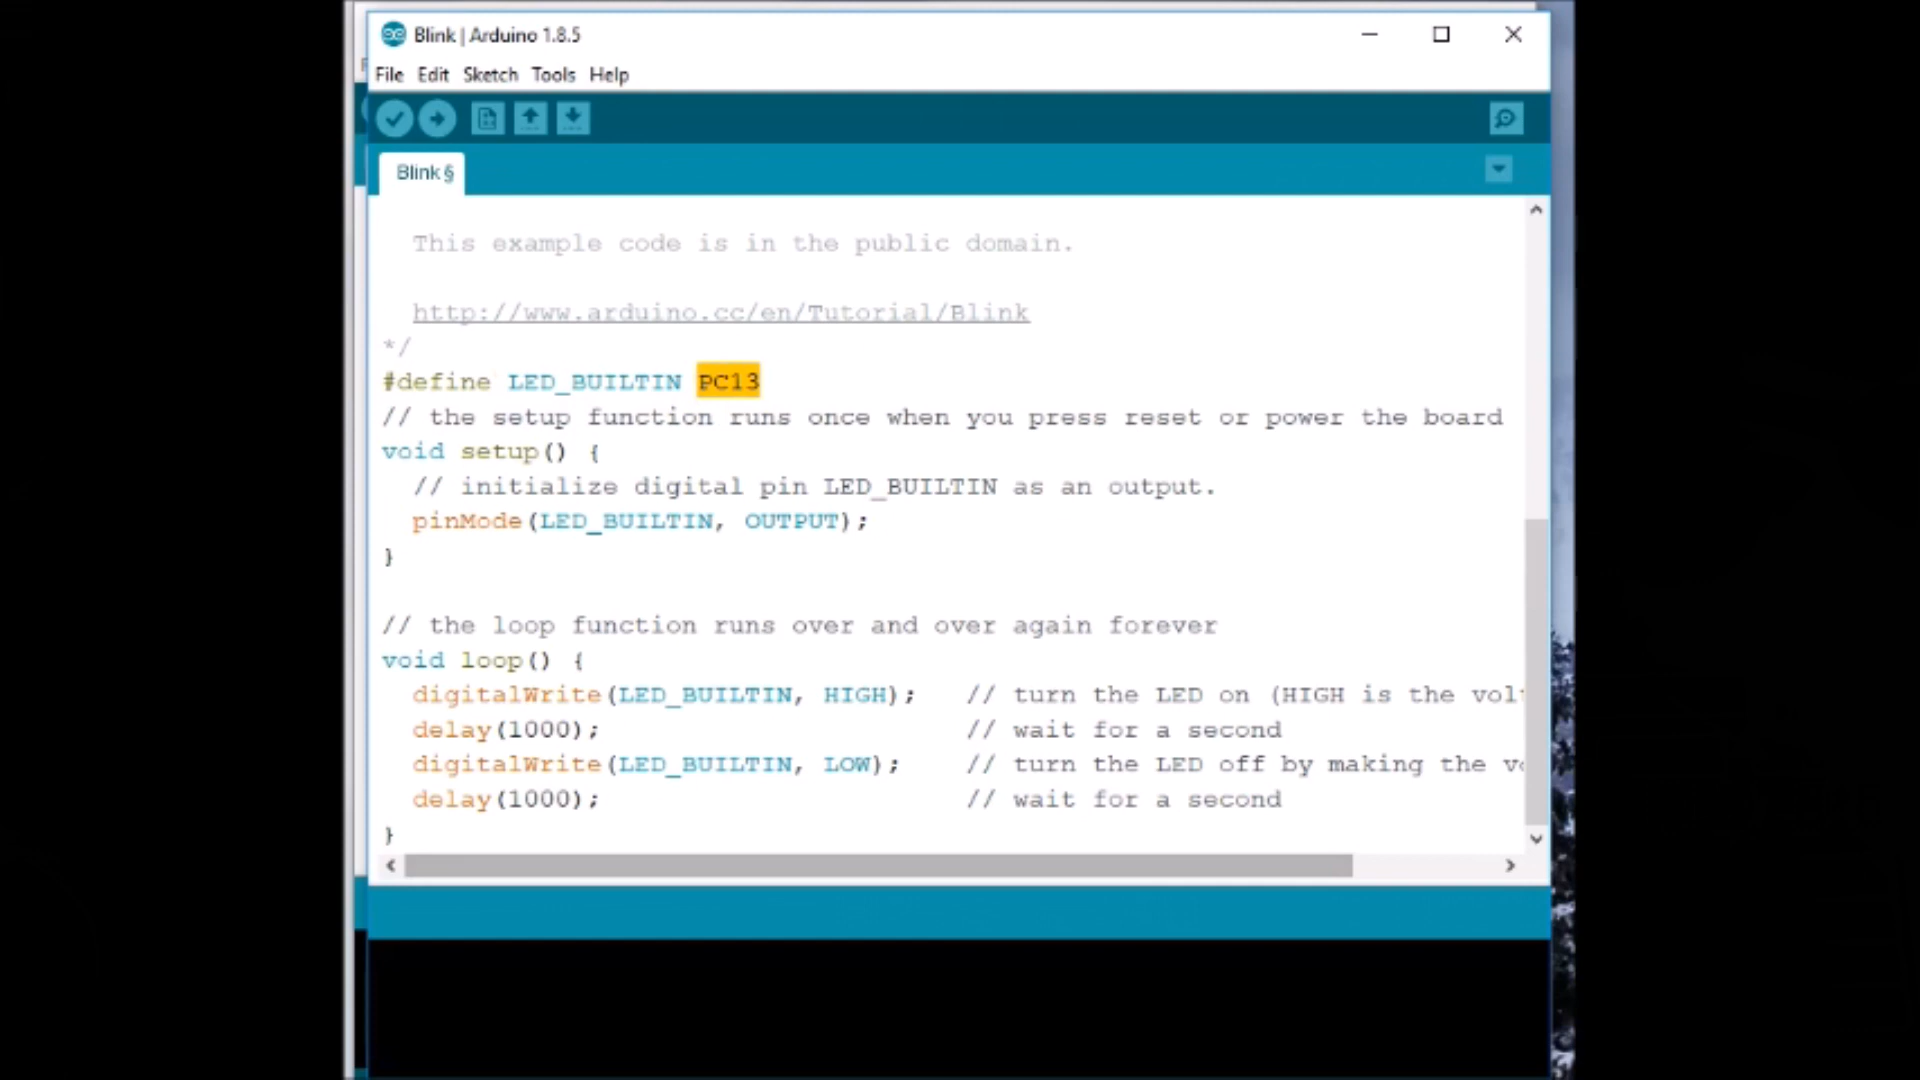 Blink | Arduino 1.8.5
File Edit Sketch Tools Help
Blink §
This example code is in the public domain.
http://www.arduino.cc/en/Tutorial/Blink
*/
#define LED_BUILTIN PC13
// the setup function runs once when you press reset or power the board
void setup() {
// initialize digital pin LED_BUILTIN as an output.
pinMode(LED_BUILTIN, OUTPUT);
}
// the loop function runs over and over again forever
void loop() {
digitalWrite(LED_BUILTIN, HIGH); // turn the LED on (HIGH is the
delay(1000); // wait for a second
digitalWrite(LED_BUILTIN, LOW); // turn the LED off by making the
delay(1000); // wait for a second
}